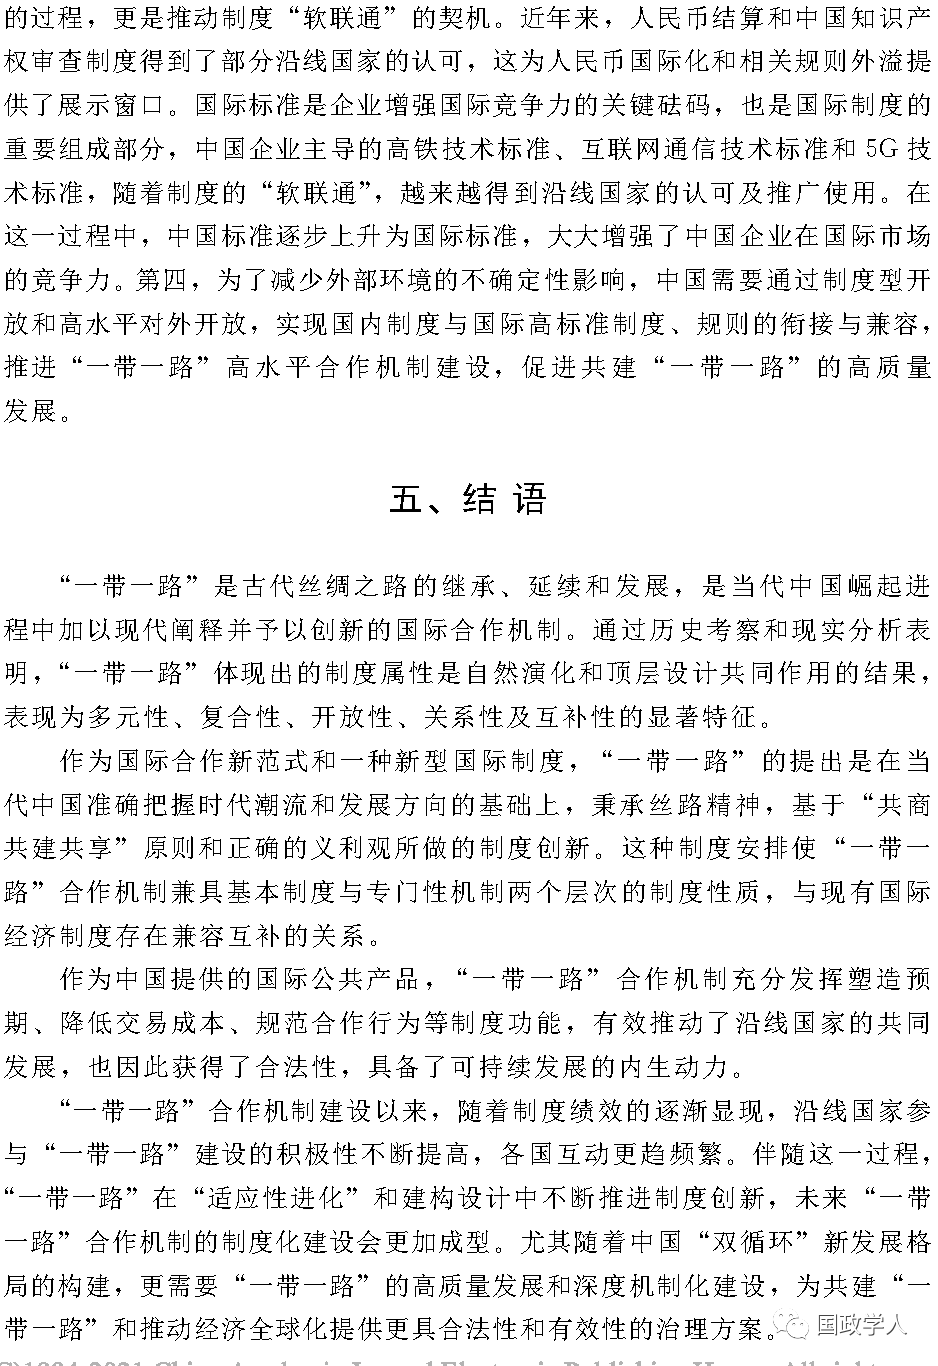 的过程，更是推动制度“软联通”的契机。近年来，人民币结算和中国知识产
权审查制度得到了部分沿线国家的认可，这为人民币国际化和相关规则外溢提
供了展示窗口。国际标准是企业增强国际竞争力的关键砝码，也是国际制度的
重要组成部分，中国企业主导的高铁技术标准、互联网通信技术标准和 5G 技
术标准，随着制度的“软联通”，越来越得到沿线国家的认可及推广使用。在
这一过程中，中国标准逐步上升为国际标准，大大增强了中国企业在国际市场
的竞争力。第四，为了减少外部环境的不确定性影响，中国需要通过制度型开
放和高水平对外开放，实现国内制度与国际高标准制度、规则的衔接与兼容，
推进“一带一路”高水平合作机制建设，促进共建“一带一路”的高质量
发展。
五、结 语
“一带一路”是古代丝绸之路的继承、延续和发展，是当代中国崛起进
程中加以现代阐释并予以创新的国际合作机制。通过历史考察和现实分析表
明，“一带一路”体现出的制度属性是自然演化和顶层设计共同作用的结果，
表现为多元性、复合性、开放性、关系性及互补性的显著特征。
作为国际合作新范式和一种新型国际制度，“一带一路”的提出是在当
代中国准确把握时代潮流和发展方向的基础上，秉承丝路精神，基于“共商
共建共享”原则和正确的义利观所做的制度创新。这种制度安排使“一带一
路”合作机制兼具基本制度与专门性机制两个层次的制度性质，与现有国际
经济制度存在兼容互补的关系。
作为中国提供的国际公共产品，“一带一路”合作机制充分发挥塑造预
期、降低交易成本、规范合作行为等制度功能，有效推动了沿线国家的共同
发展，也因此获得了合法性，具备了可持续发展的内生动力。
“一带一路”合作机制建设以来，随着制度绩效的逐渐显现，沿线国家参
与“一带一路”建设的积极性不断提高，各国互动更趋频繁。伴随这一过程，
“一带一路”在“适应性进化”和建构设计中不断推进制度创新，未来“一带
一路”合作机制的制度化建设会更加成型。尤其随着中国“双循环”新发展格
局的构建，更需要“一带一路”的高质量发展和深度机制化建设，为共建“一
带一路”和推动经济全球化提供更具合法性和有效性的治理方案。
国政学人